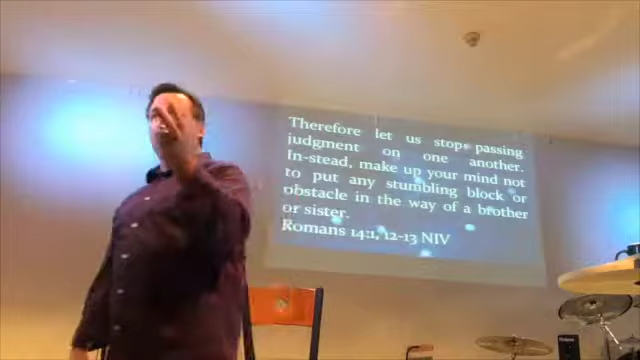 Therefore let us stop passing
judgment on one another.
In-stead, make up your mind not
to put any stumbling block or
obstacle in the way of a brother
or sister.
Romans 14:1, 12-13 NIV